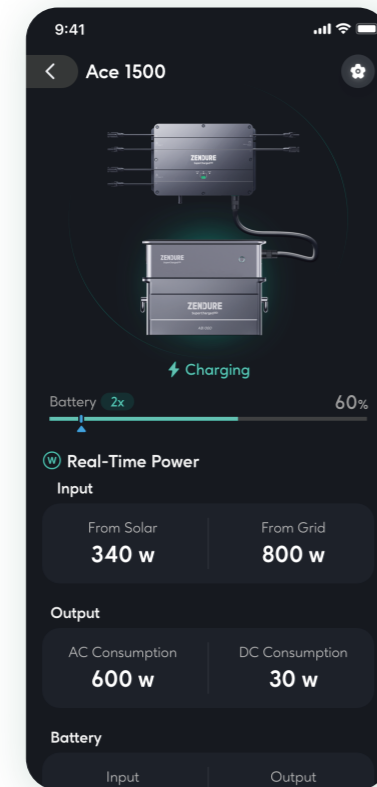 9:41
Ace 1500
ZENDURE
ZENDURE
ZENDURE
Charging
Battery 2x 60%
W Real-Time Power
Input
From Solar From Grid
340 w 800 w
Output
AC Consumption DC Consumption
600 w 30 w
Battery
Input Output